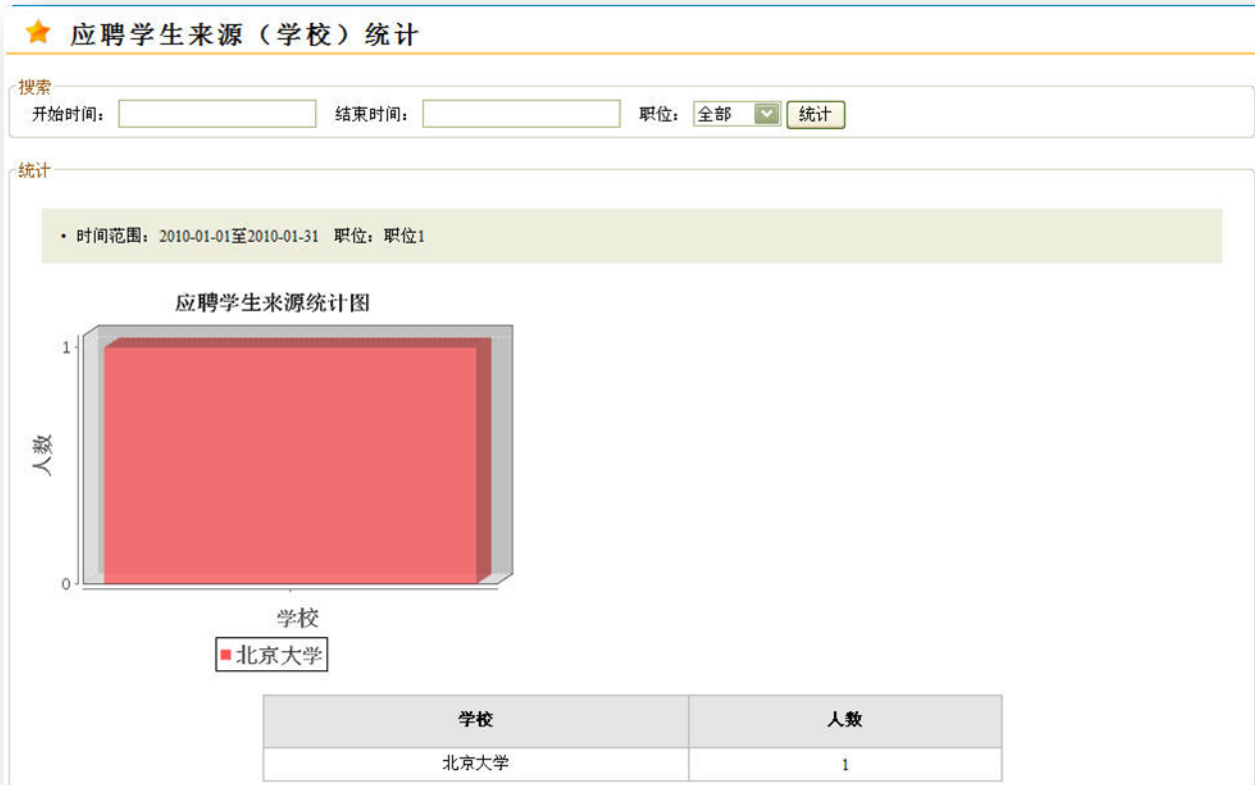 应聘学生来源（学校）统计
搜索
开始时间： 结束时间： 职位： 全部 统计
统计
• 时间范围：2010-01-01至2010-01-31 职位：职位1
应聘学生来源统计图
1
人数
0
学校
北京大学
学校 人数
北京大学 1